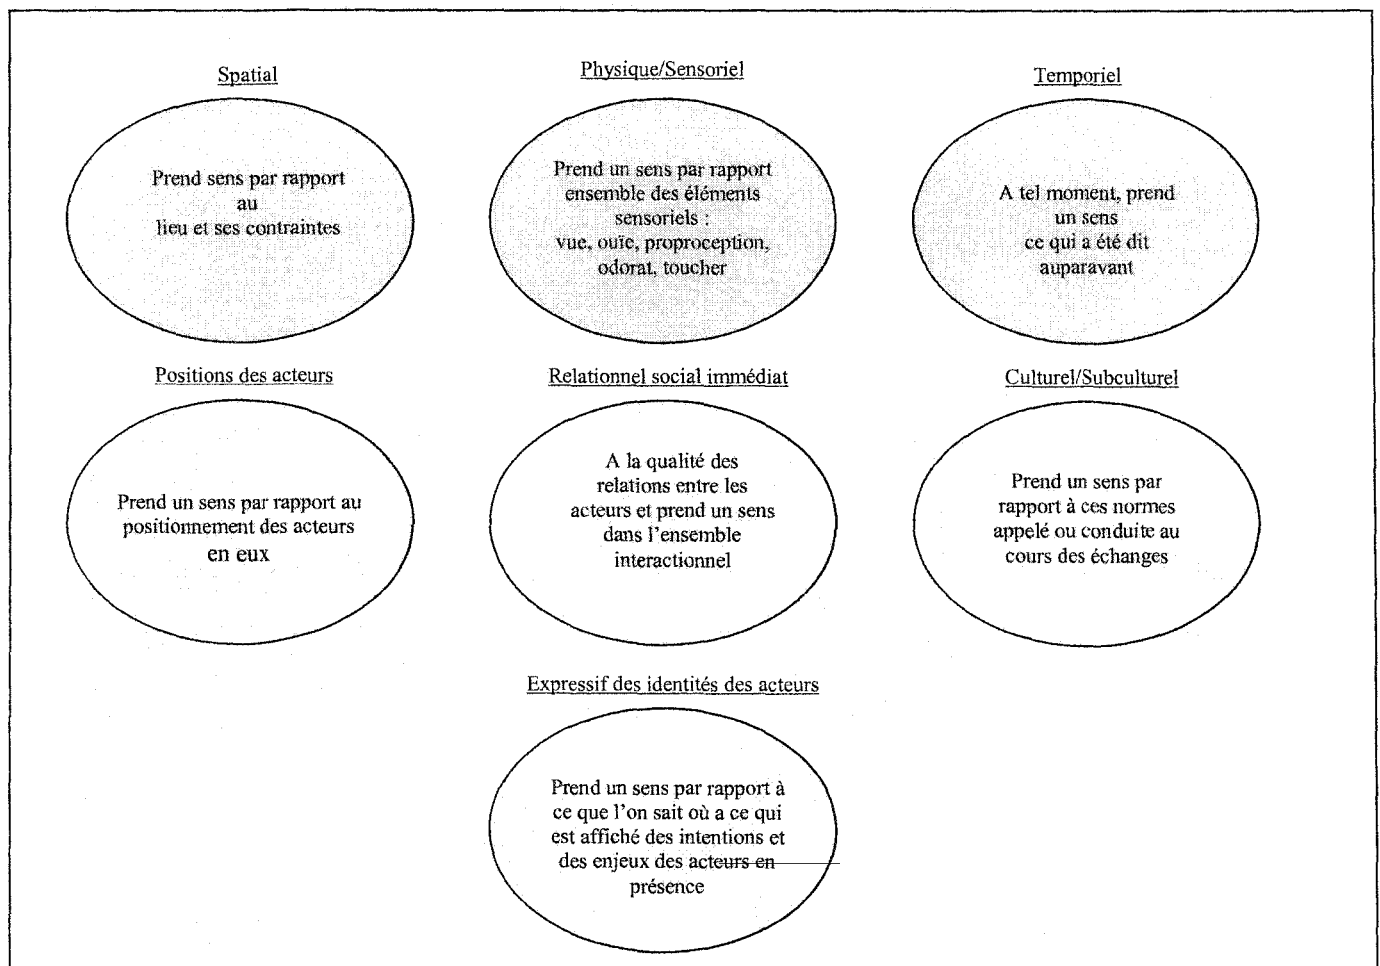 Spatial
Prend sens par rapport
au
lieu et ses contraintes
Physique/Sensoriel
Prend un sens par rapport
ensemble des éléments
sensoriels :
vue, ouïe, proproception,
odorat, toucher
Temporiel
A tel moment, prend
un sens
ce qui a été dit
auparavant
Positions des acteurs
Prend un sens par rapport au
positionnement des acteurs
en eux
Relationnel social immédiat
A la qualité des
relations entre les
acteurs et prend un sens
dans l'ensemble
interactionnel
Culturel/Subculturel
Prend un sens par
rapport à ces normes
appelé ou conduite au
cours des échanges
Expressif des identités des acteurs
Prend un sens par rapport à
ce que l'on sait où a ce qui
est affiché des intentions et
des enjeux des acteurs en
présence